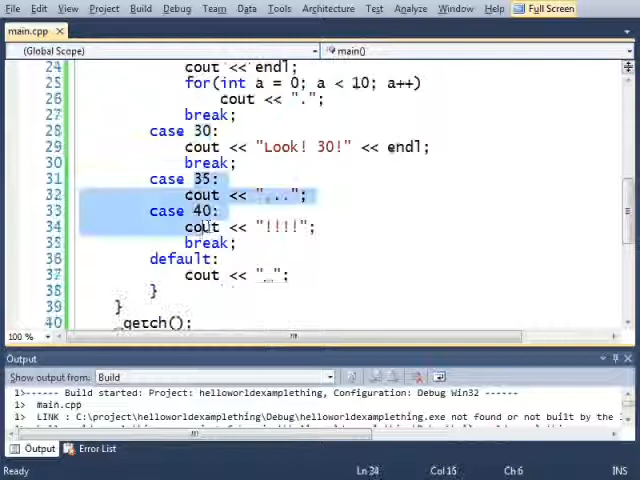 File Edit View Project Build Debug Team Data Tools Architecture Test Analyze Window Help Full Screen
main.cpp
(Global Scope) main()
24 cout << endl;
25 for(int a = 0; a < 10; a++)
26 cout << ".";
27 break;
28 case 30:
29 cout << "Look! 30!" << endl;
30 break;
31 case 35:
32 cout << "...";
33 case 40:
34 cout << "!!!!";
35 break;
36 default:
37 cout << "_";
38 }
39 }
40 _getch();
100 %
Output
Show output from: Build
1>------ Build started: Project: helloworldexamplething, Configuration: Debug Win32 ------
1> main.cpp
1> LINK : C:\project\helloworldexamplething\Debug\helloworldexamplething.exe not found or not built by the
Output Error List
Ready Ln 34 Col 15 Ch 6 INS